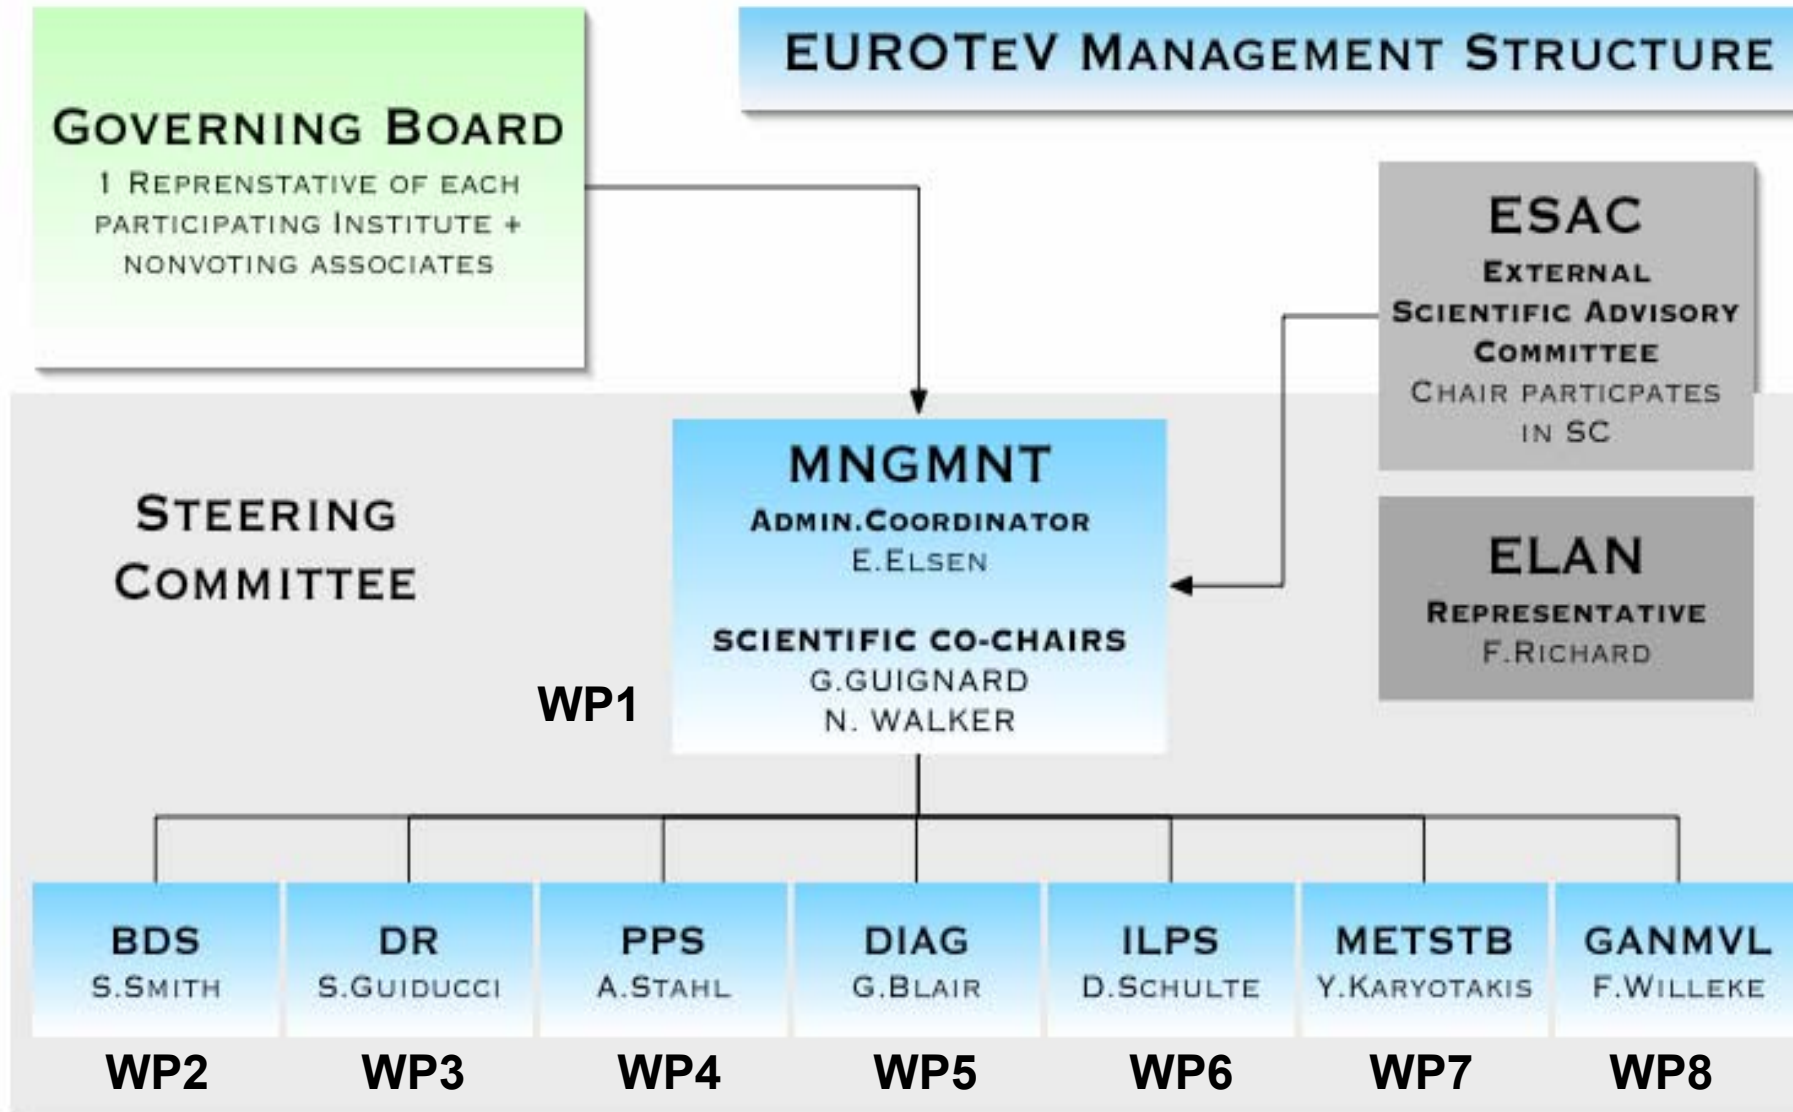 EUROTEV MANAGEMENT STRUCTURE
GOVERNING BOARD
1 REPRENSTATIVE OF EACH
PARTICIPATING INSTITUTE +
NONVOTING ASSOCIATES
ESAC
EXTERNAL
SCIENTIFIC ADVISORY
COMMITTEE
CHAIR PARTICPATES
IN SC
STEERING
COMMITTEE
MNGMNT
ADMIN.COORDINATOR
E.ELSEN
SCIENTIFIC CO-CHAIRS
G.GUIGNARD
N. WALKER
WP1
ELAN
REPRESENTATIVE
F.RICHARD
BDS
S.SMITH
WP2
DR
S.GUIDUCCI
WP3
PPS
A.STAHL
WP4
DIAG
G.BLAIR
WP5
ILPS
D.SCHULTE
WP6
METSTB
Y.KARYOTAKIS
WP7
GANMVL
F.WILLEKE
WP8